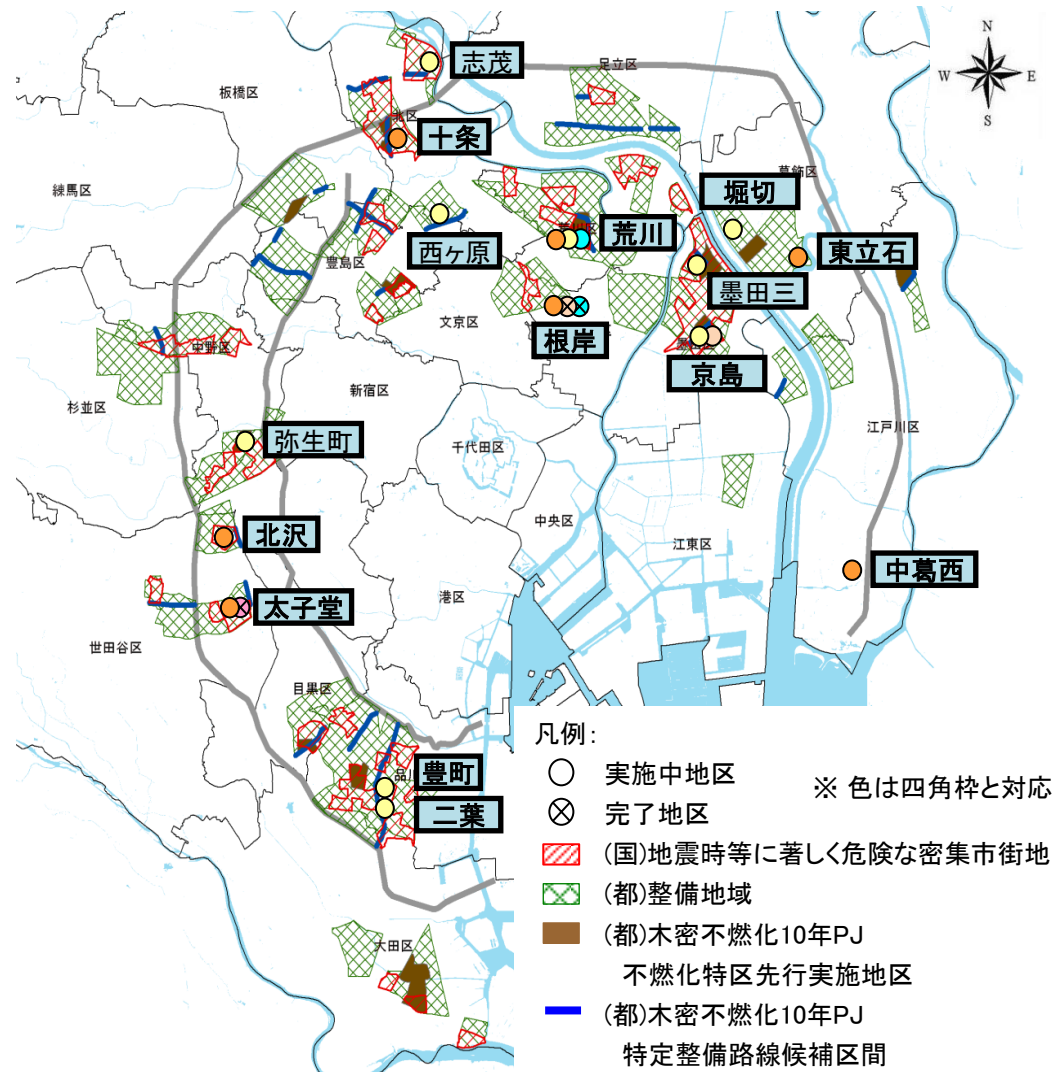 N
W
E
S
志茂
足立区
板橋区
北区
十条
葛飾区
練馬区
堀切
荒川
東立石
西ヶ原
豊島区
墨田三
文京区
根岸
京島
中野区
新宿区
杉並区
江戸川区
弥生町
千代田区
中央区
江東区
北沢
中葛西
港区
太子堂
世田谷区
目黒区
豊町
品川
二葉
大田区
凡例:
実施中地区
※ 色は四角枠と対応
完了地区
(国)地震時等に著しく危険な密集市街地
(都)整備地域
(都)木密不燃化10年PJ
不燃化特区先行実施地区
(都)木密不燃化10年PJ
特定整備路線候補区間